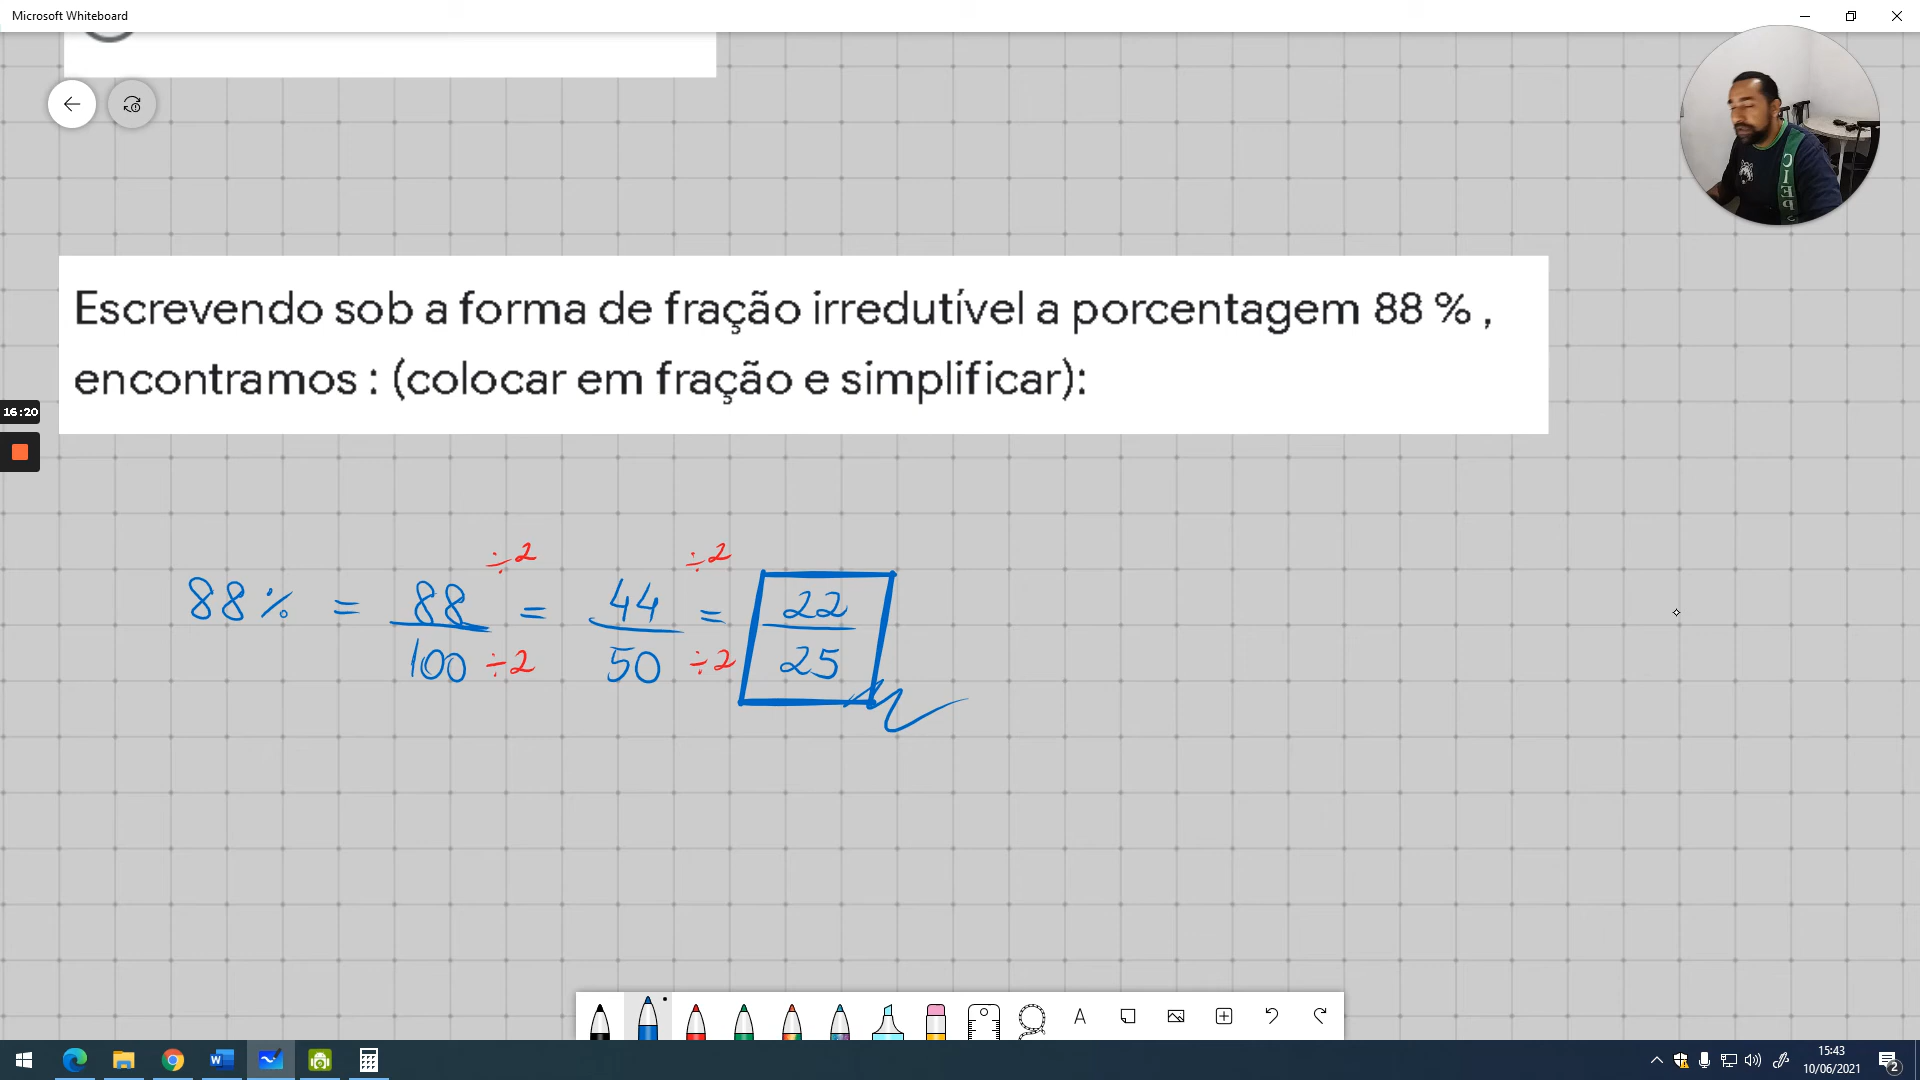 Microsoft Whiteboard
Escrevendo sob a forma de fração irredutível a porcentagem 88 % ,
encontramos : (colocar em fração e simplificar):
16:20
÷2 ÷2
88% = 88 = 44 = 22
100 ÷2 50 ÷2 25
A
W
15:43
10/06/2021
2